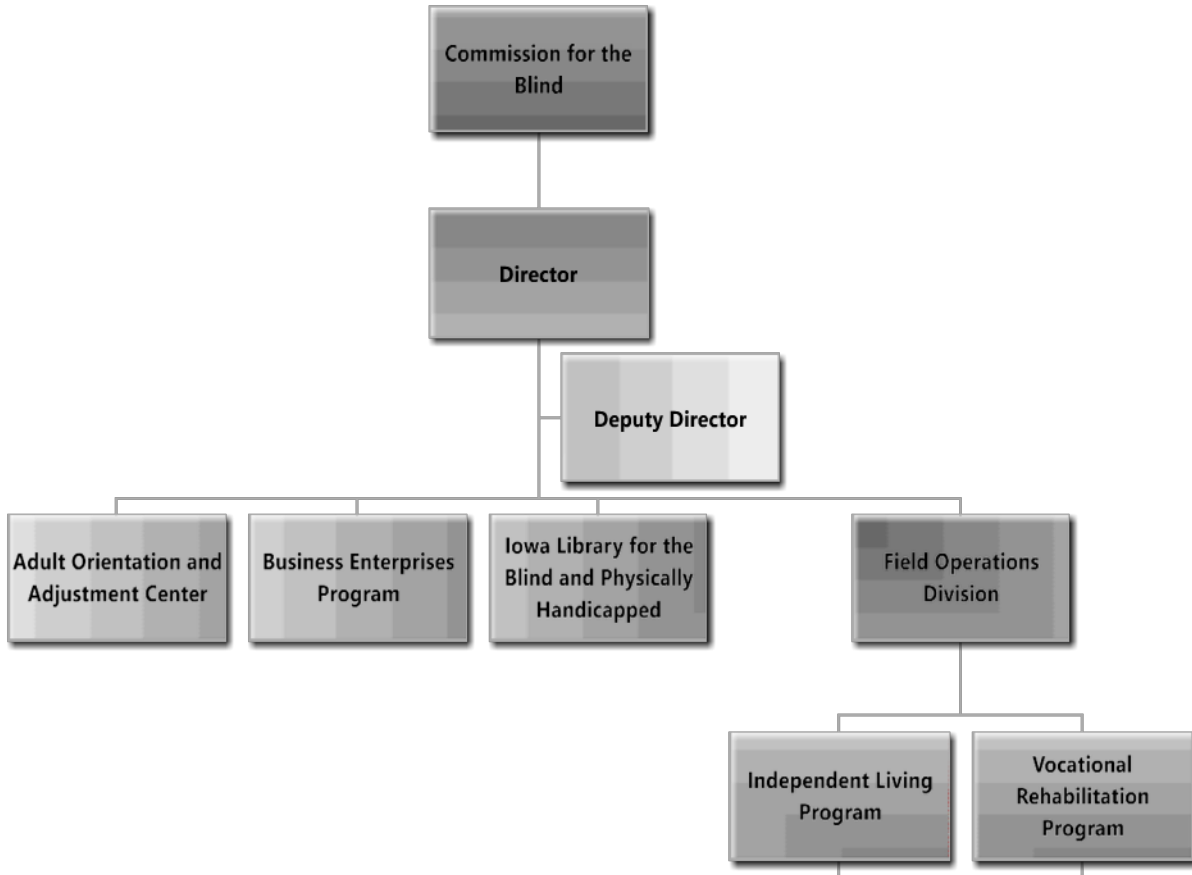 Commission for the
Blind
Director
Deputy Director
Adult Orientation and
Adjustment Center
Business Enterprises
Program
Iowa Library for the
Blind and Physically
Handicapped
Field Operations
Division
Independent Living
Program
Vocational
Rehabilitation
Program